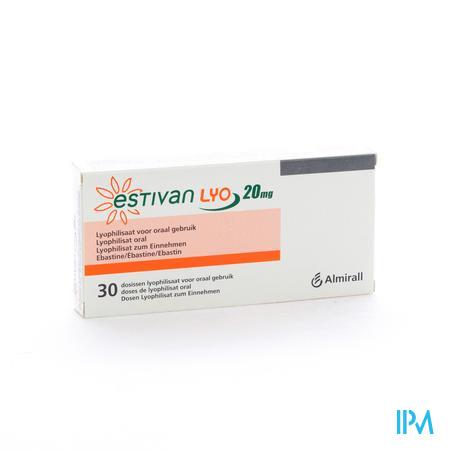 ESTIVAN LYO 20mg
Lyophilisaat voor oraal gebruik
Lyophilisat oral
Lyophilisat zum Einnehmen
Ebastine/Ebastine/Ebastin
30 dosissen lyophilisaat voor oraal gebruik
doses de lyophilisat oral
Dosen Lyophilisat zum Einnehmen
Almirall
IPM